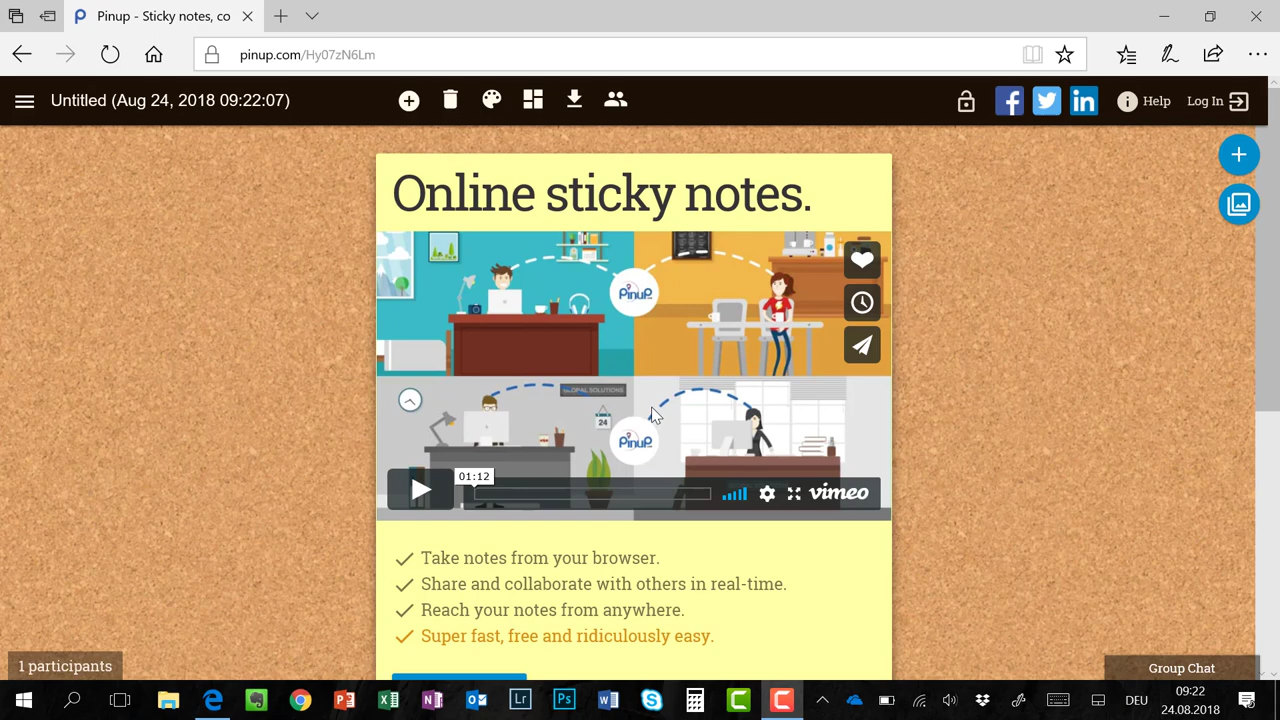 Pinup - Sticky notes, co
pinup.com/Hy07zN6Lm
Untitled (Aug 24, 2018 09:22:07)
Help
Log In
Online sticky notes.
PinUP
GLOBAL SOLUTIONS
24
PinUP
01:12
vimeo
Take notes from your browser.
Share and collaborate with others in real-time.
Reach your notes from anywhere.
Super fast, free and ridiculously easy.
1 participants
Group Chat
DEU
09:22
24.08.2018